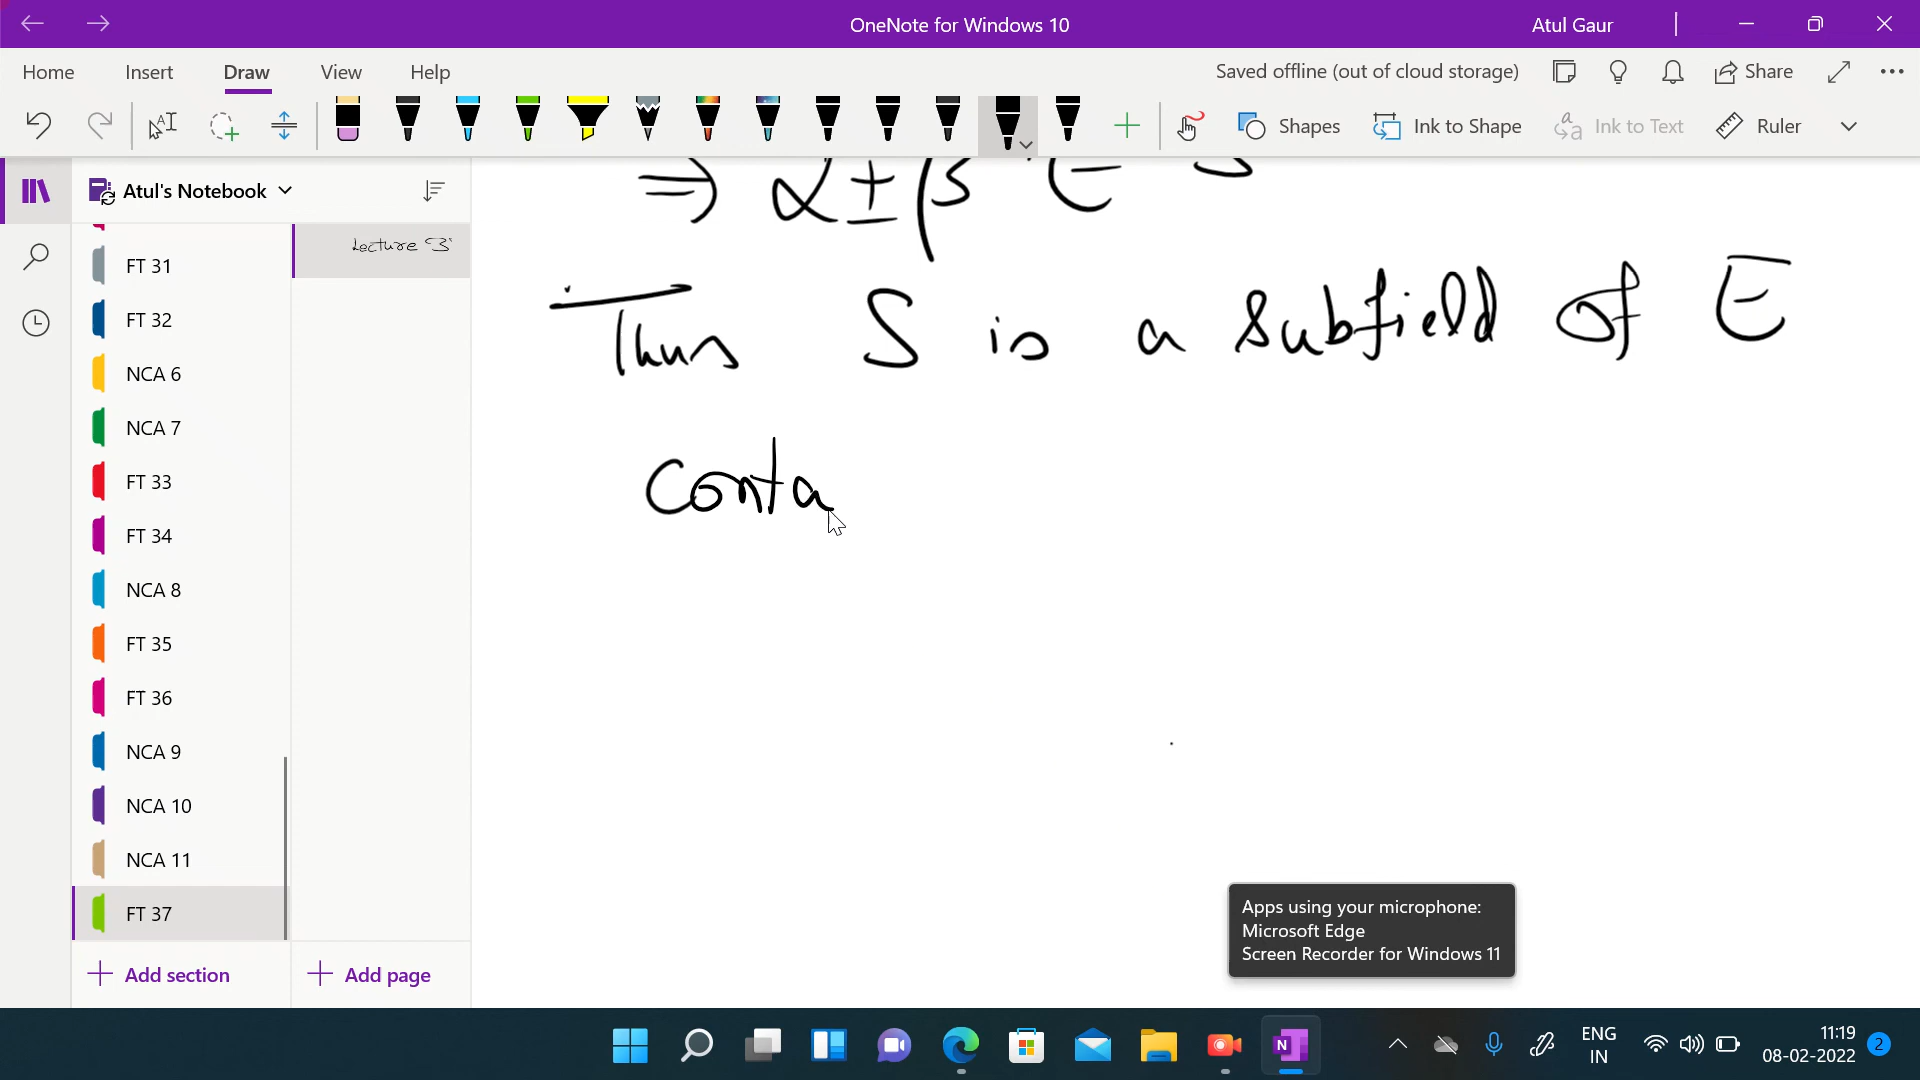 OneNote for Windows 10
Atul Gaur
Home Insert Draw View Help
Saved offline (out of cloud storage)
Share
Shapes
Ink to Shape
Ink to Text
Ruler
Atul's Notebook
FT 31
FT 32
NCA 6
NCA 7
FT 33
FT 34
NCA 8
FT 35
FT 36
NCA 9
NCA 10
NCA 11
FT 37
Add section
Lecture 3
Add page
⇒ α±β ∈ S
Thus S is a subfield of E
Conta
Apps using your microphone:
Microsoft Edge
Screen Recorder for Windows 11
ENG
IN
11:19
08-02-2022
2